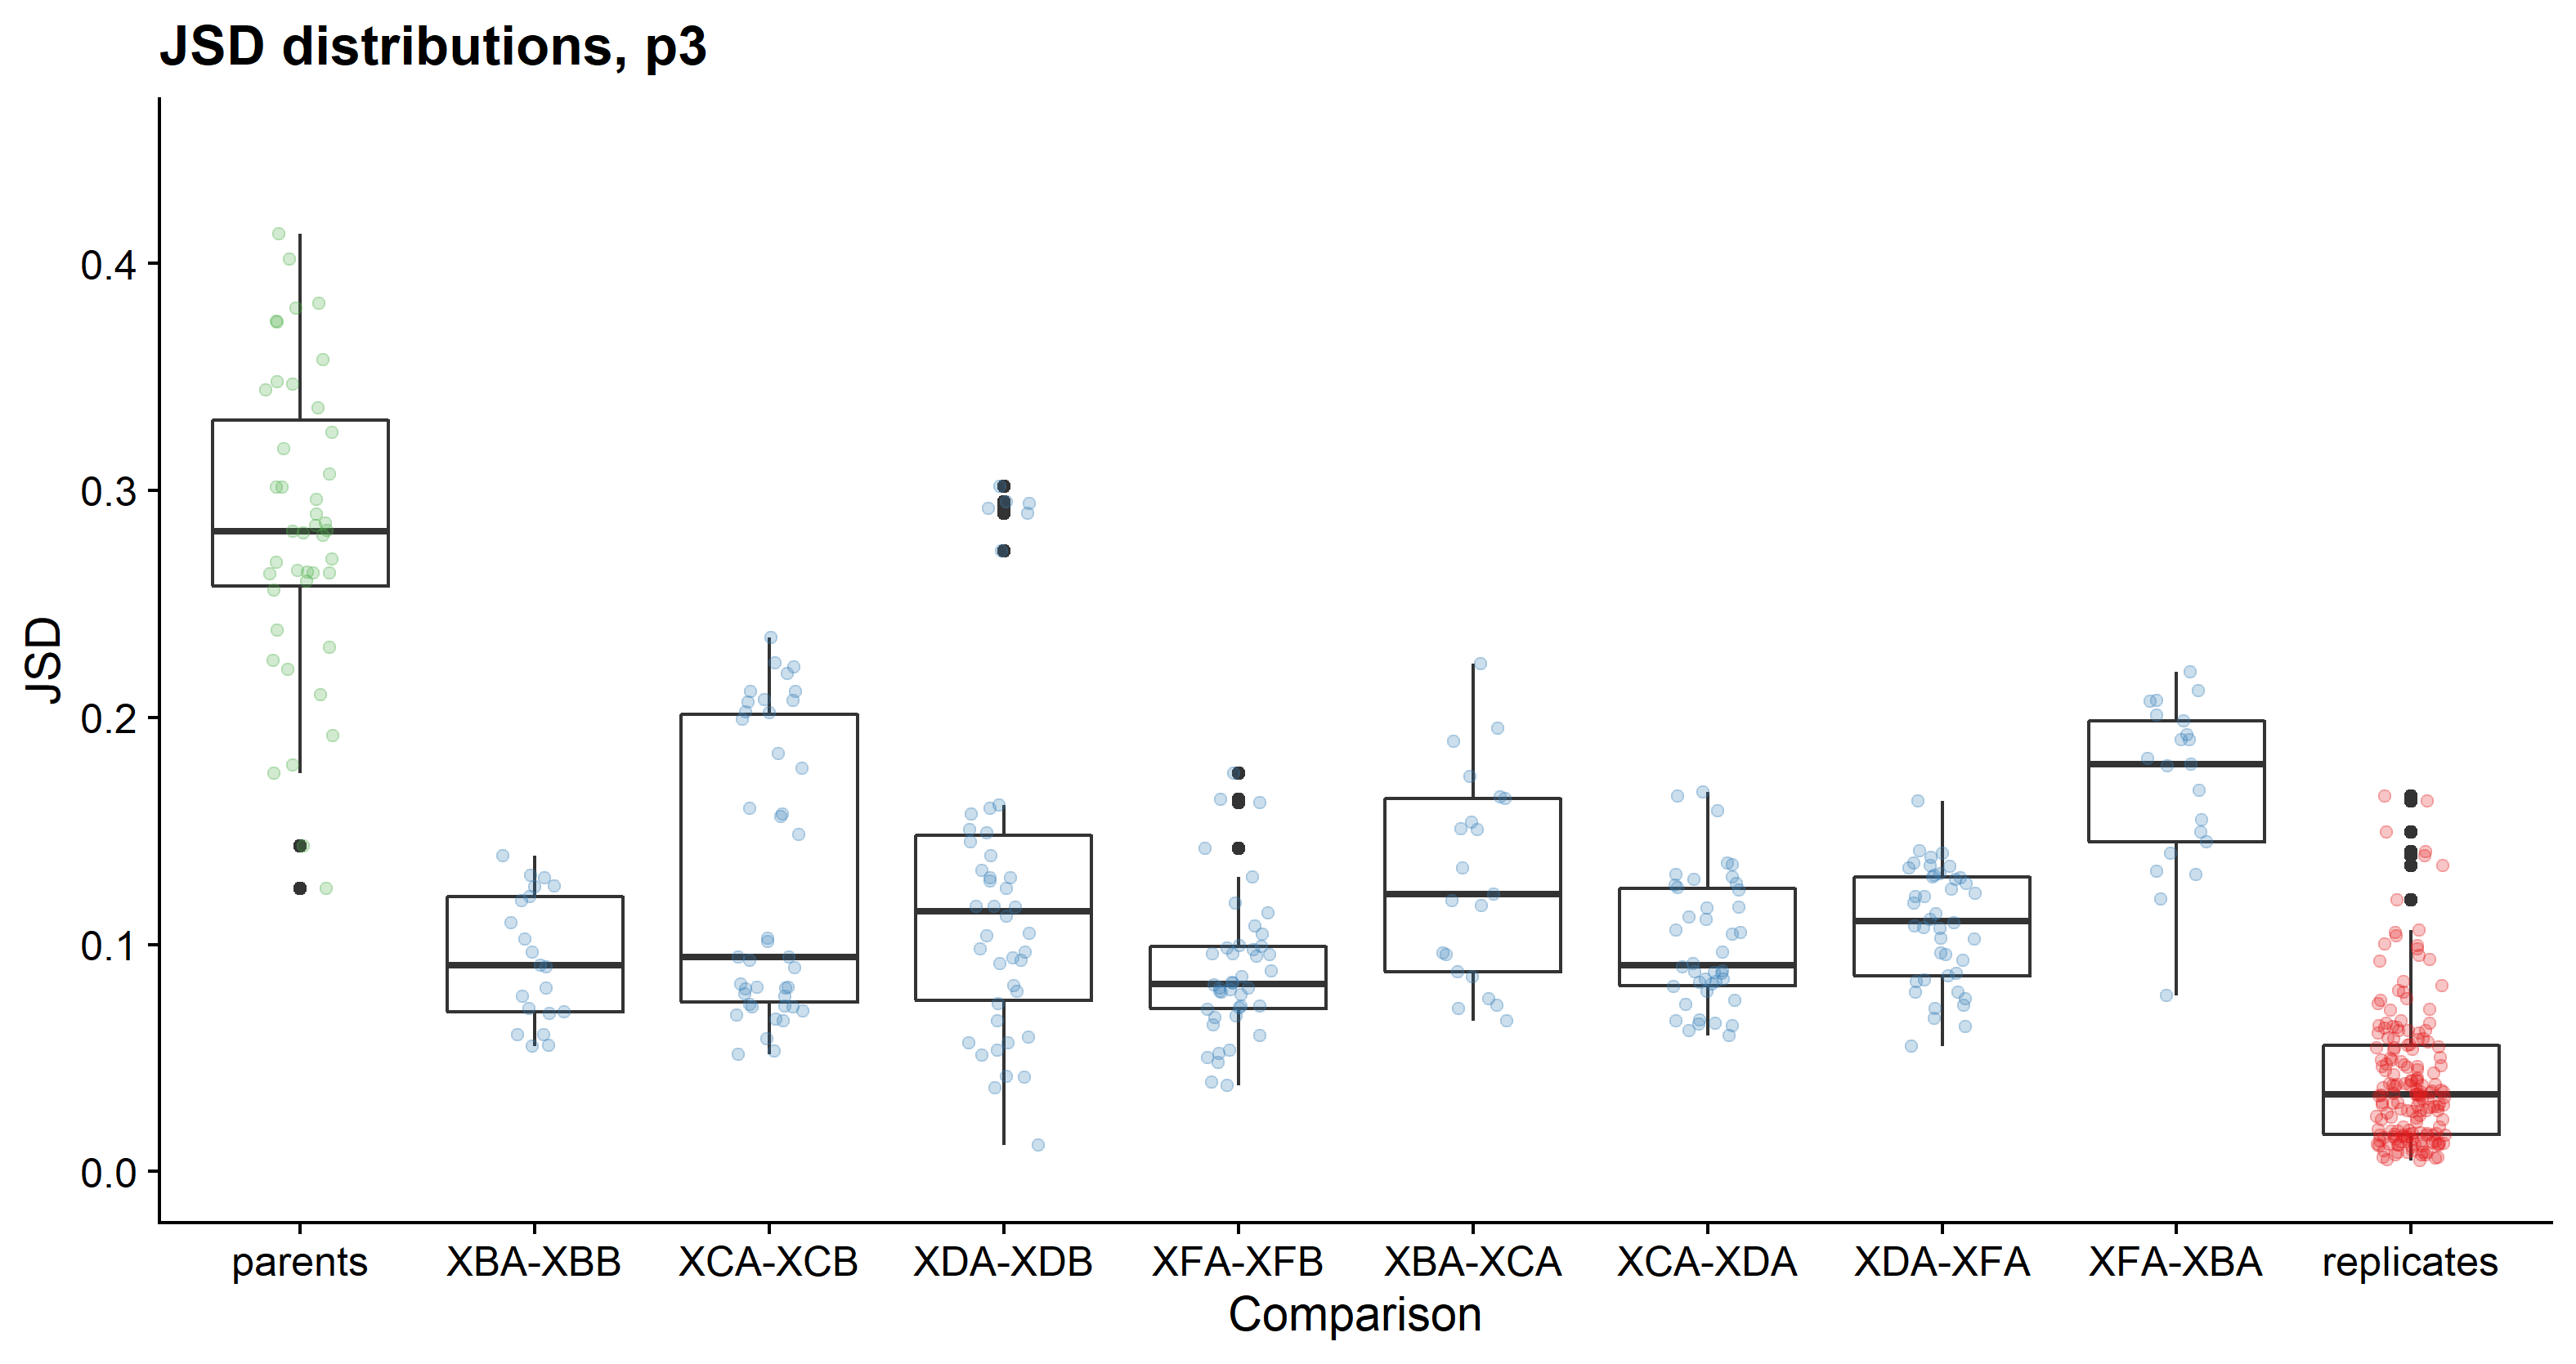 JSD distributions, p3
JSD
0.4
0.3
0.2
0.1
0.0
parents XBA-XBB XCA-XCB XDA-XDB XFA-XFB XBA-XCA XCA-XDA XDA-XFA XFA-XBA replicates
Comparison